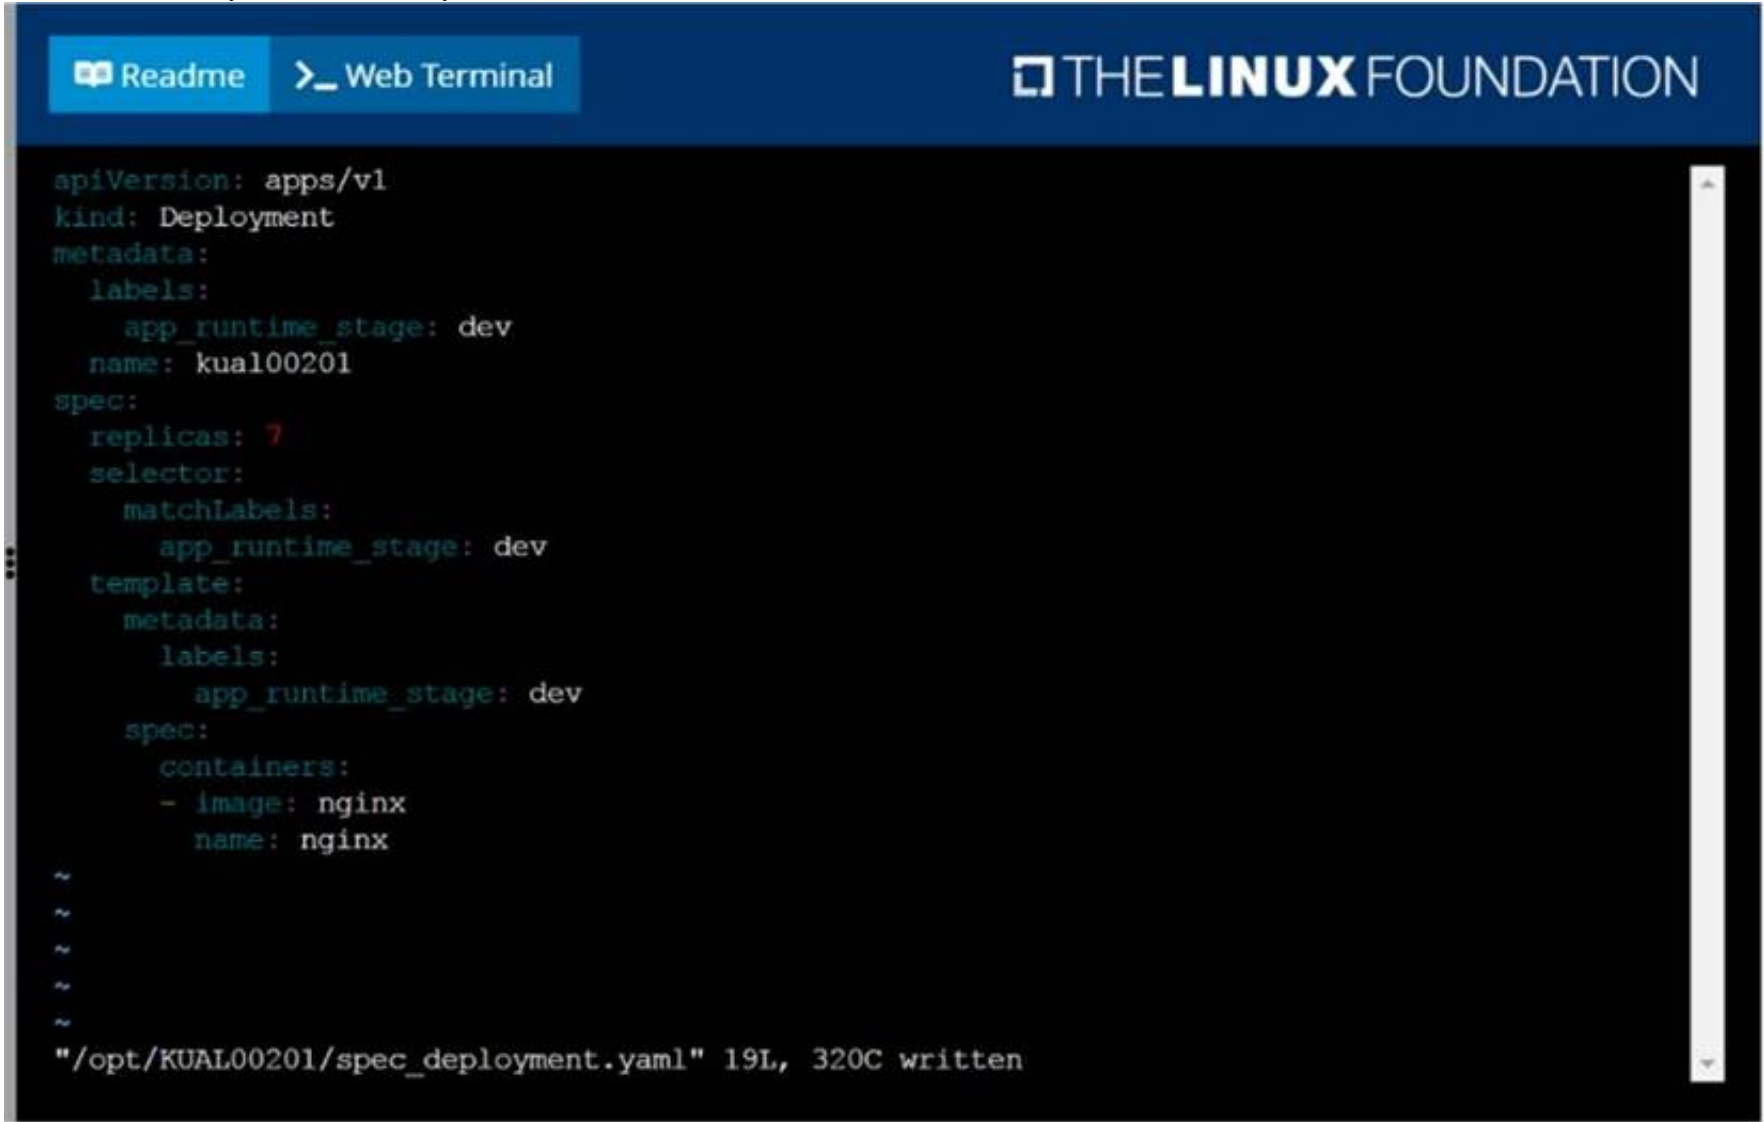 Readme >_ Web Terminal THE LINUX FOUNDATION
apiVersion: apps/v1
kind: Deployment
metadata:
  labels:
    app_runtime_stage: dev
  name: kual00201
spec:
  replicas: 7
  selector:
    matchLabels:
      app_runtime_stage: dev
  template:
    metadata:
      labels:
        app_runtime_stage: dev
    spec:
      containers:
      - image: nginx
        name: nginx
~
~
~
~
~
"/opt/KUAL00201/spec_deployment.yaml" 19L, 320C written